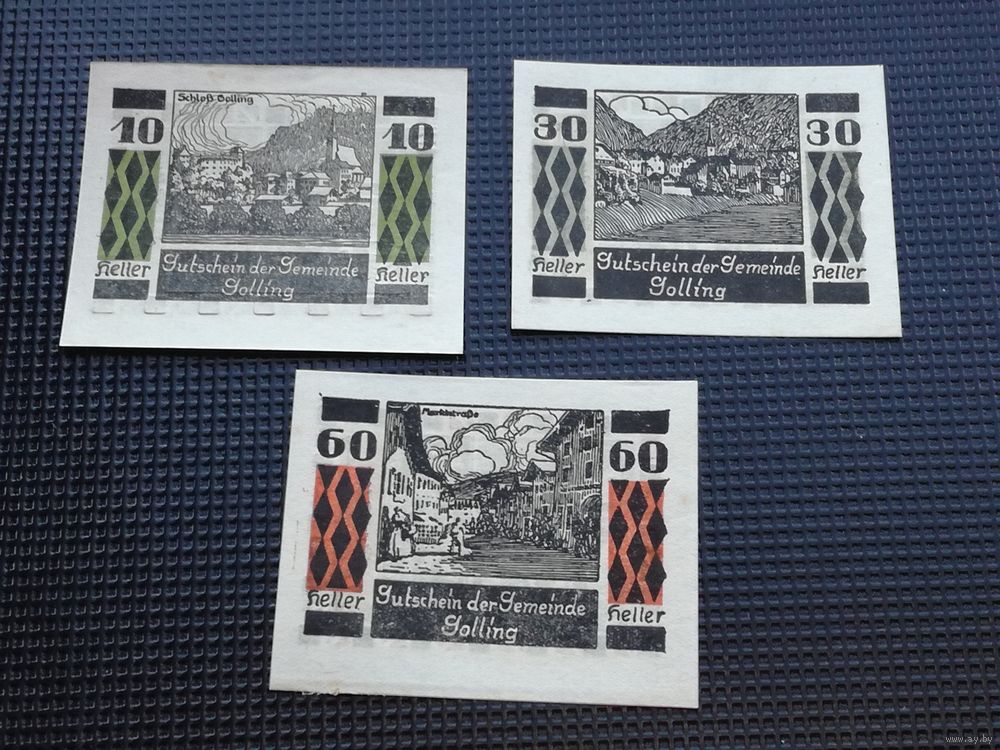 Schloß Golling
10 10
Heller Heller
Gutschein der Gemeinde
Golling
30 30
Heller Heller
Gutschein der Gemeinde
Golling
Marktstraße
60 60
Heller Heller
Gutschein der Gemeinde
Golling
www.ay.by